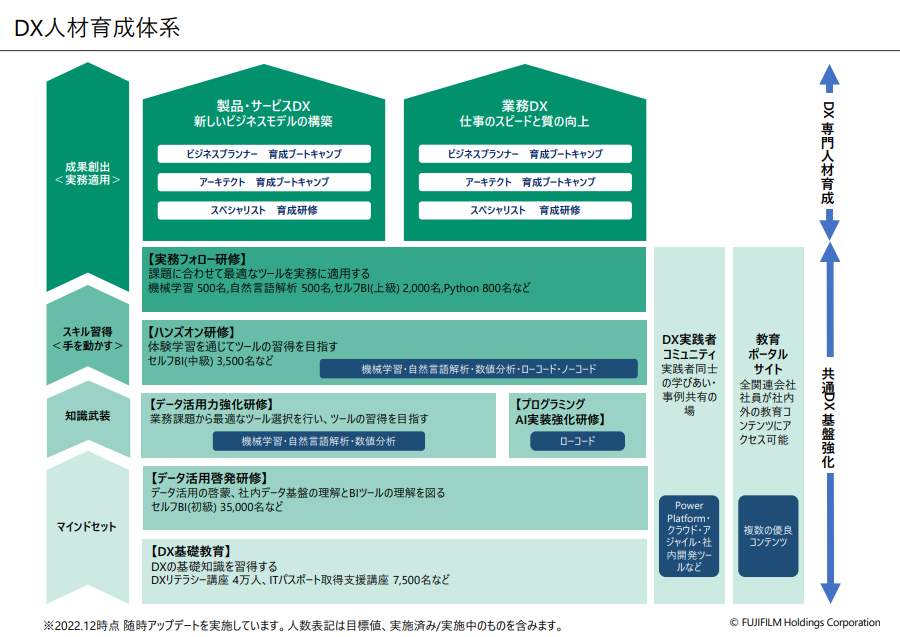 DX人材育成体系
成果創出
＜実務適用＞
スキル習得
＜手を動かす＞
知識武装
マインドセット
製品・サービスDX
新しいビジネスモデルの構築
ビジネスプランナー　育成ブートキャンプ
アーキテクト　育成ブートキャンプ
スペシャリスト　育成研修
業務DX
仕事のスピードと質の向上
ビジネスプランナー　育成ブートキャンプ
アーキテクト　育成ブートキャンプ
スペシャリスト　育成研修
【実務フォロー研修】
課題に合わせて最適なツールを実務に適用する
機械学習 500名,自然言語解析 500名,セルフBI(上級) 2,000名,Python 800名など
【ハンズオン研修】
体験学習を通じてツールの習得を目指す
セルフBI(中級) 3,500名など
機械学習・自然言語解析・数値分析・ローコード・ノーコード
【データ活用力強化研修】
業務課題から最適なツール選択を行い、ツールの習得を目指す
機械学習・自然言語解析・数値分析
【プログラミング
AI実装強化研修】
ローコード
【データ活用啓発研修】
データ活用の啓蒙、社内データ基盤の理解とBIツールの理解を図る
セルフBI(初級) 35,000名など
【DX基礎教育】
DXの基礎知識を習得する
DXリテラシー講座 4万人、ITパスポート取得支援講座 7,500名など
DX実践者
コミュニティ
実践者同士
の学びあい・
事例共有の
場
Power
Platform・
クラウド・ア
ジャイル・社
内開発ツー
ルなど
教育
ポータル
サイト
全関連会社
社員が社内
外の教育コ
ンテンツにア
クセス可能
複数の優良
コンテンツ
DX 専門人材育成
共通DX基盤強化
※2022.12時点 随時アップデートを実施しています。人数表記は目標値、実施済み/実施中のものを含みます。
© FUJIFILM Holdings Corporation